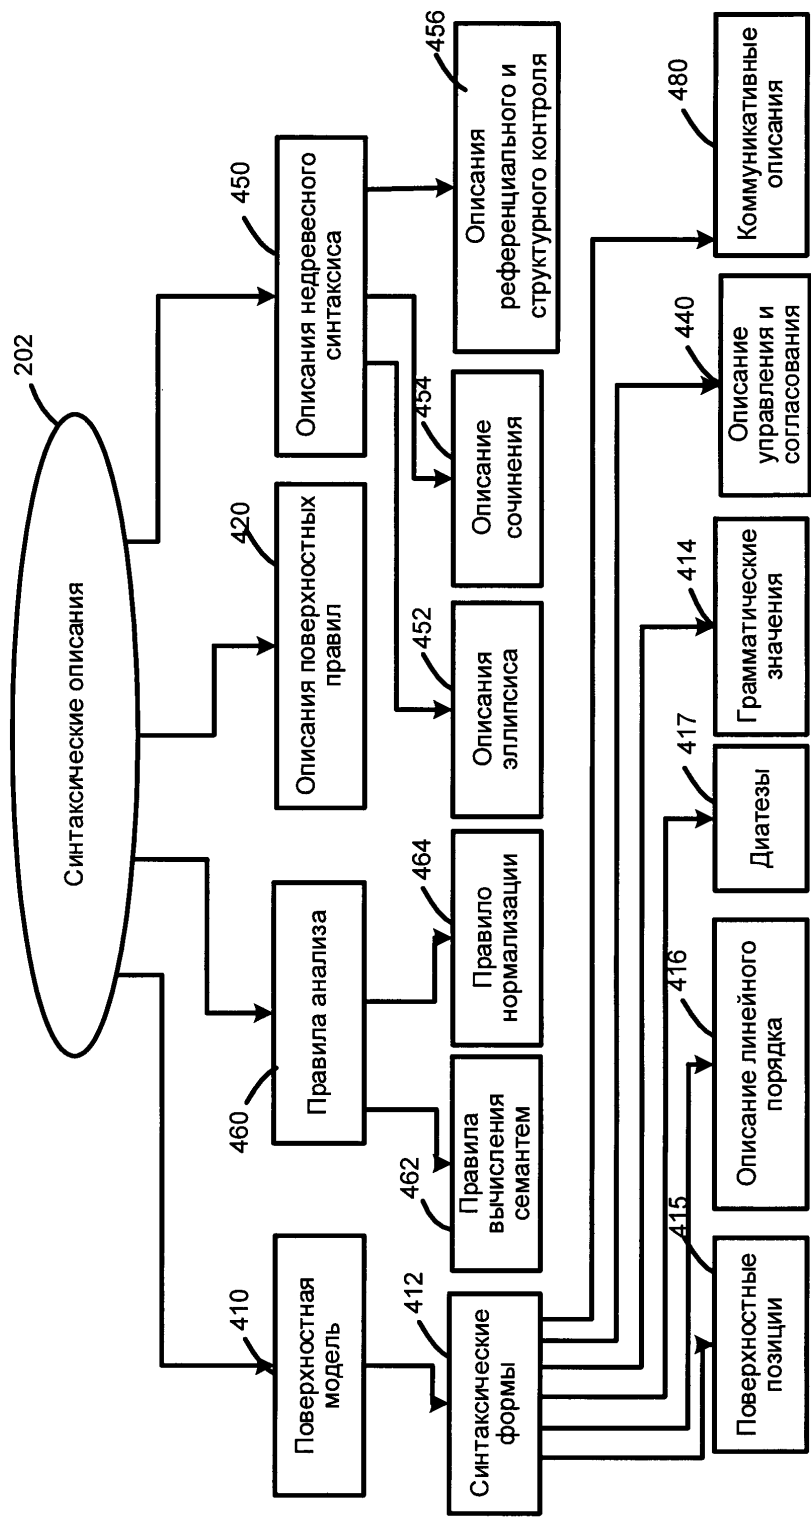 202
Синтаксические описания
410
Поверхностная
модель
460
Правила анализа
420
Описания поверхностных
правил
450
Описания недревесного
синтаксиса
412
Синтаксические
формы
462
Правила
вычисления
семантем
464
Правило
нормализации
452
Описания
эллипсиса
454
Описание
сочинения
456
Описания
референциального и
структурного контроля
415
Поверхностные
позиции
416
Описание линейного
порядка
417
Диатезы
414
Грамматические
значения
440
Описание
управления и
согласования
480
Коммуникативные
описания